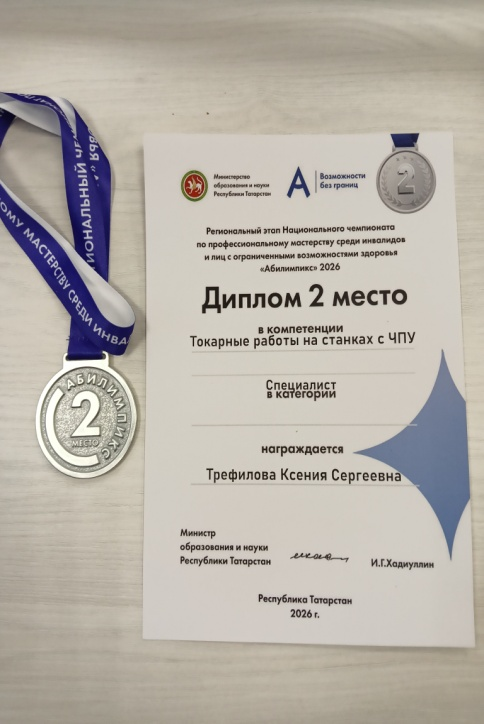 Министерство
образования и науки
Республики Татарстан
Возможности
без границ
2
Региональный этап Национального чемпионата
по профессиональному мастерству среди инвалидов
и лиц с ограниченными возможностями здоровья
«Абилимпикс» 2026
Диплом 2 место
в компетенции
Токарные работы на станках с ЧПУ
Специалист
в категории
награждается
Трефилова Ксения Сергеевна
Министр
образования и науки
Республики Татарстан
И.Г.Хадиуллин
Республика Татарстан
2026 г.
МАСТЕРСТВУ СРЕДИ ИНВА
ИОНАЛЬНЫЙ ЧЕМ
АБИЛИМПИКС
2
МЕСТО